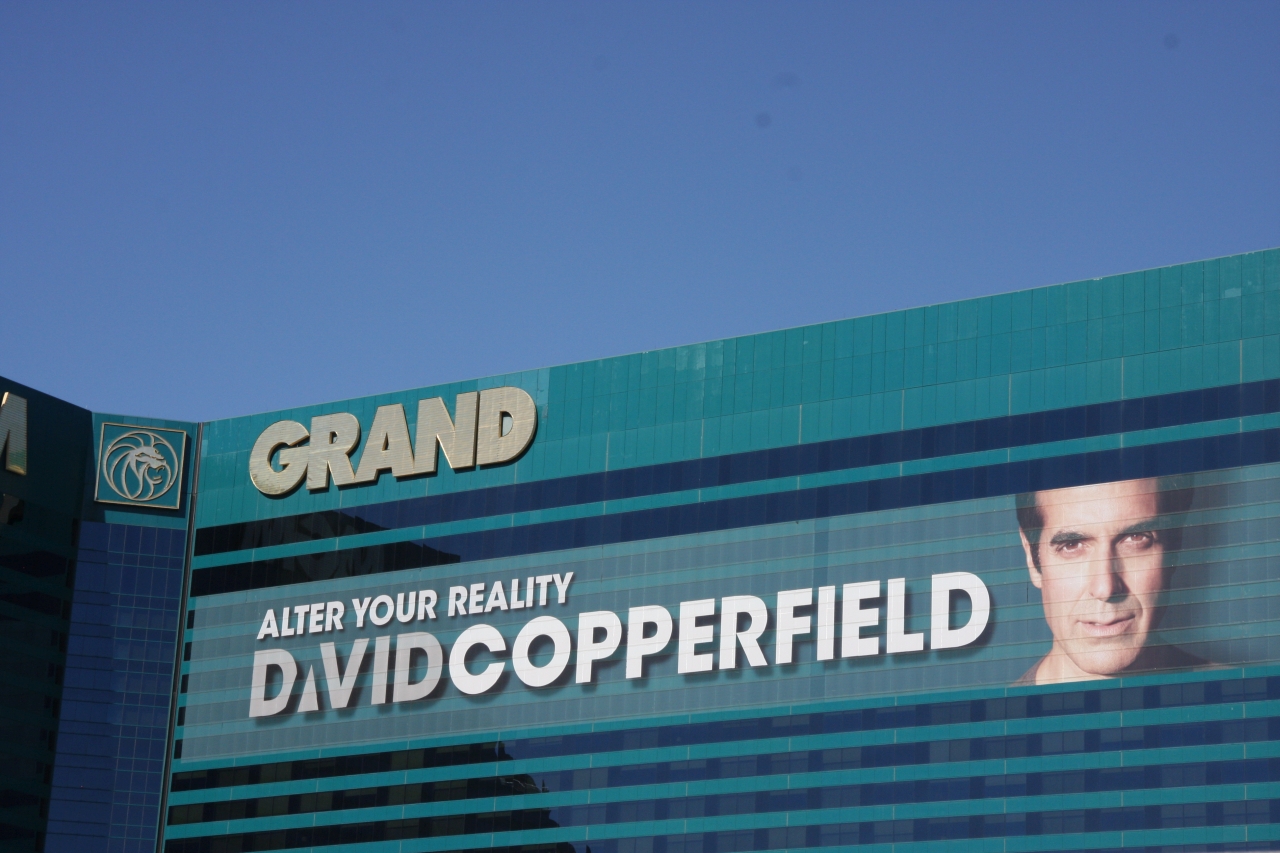 M
GRAND
ALTER YOUR REALITY
DAVIDCOPPERFIELD